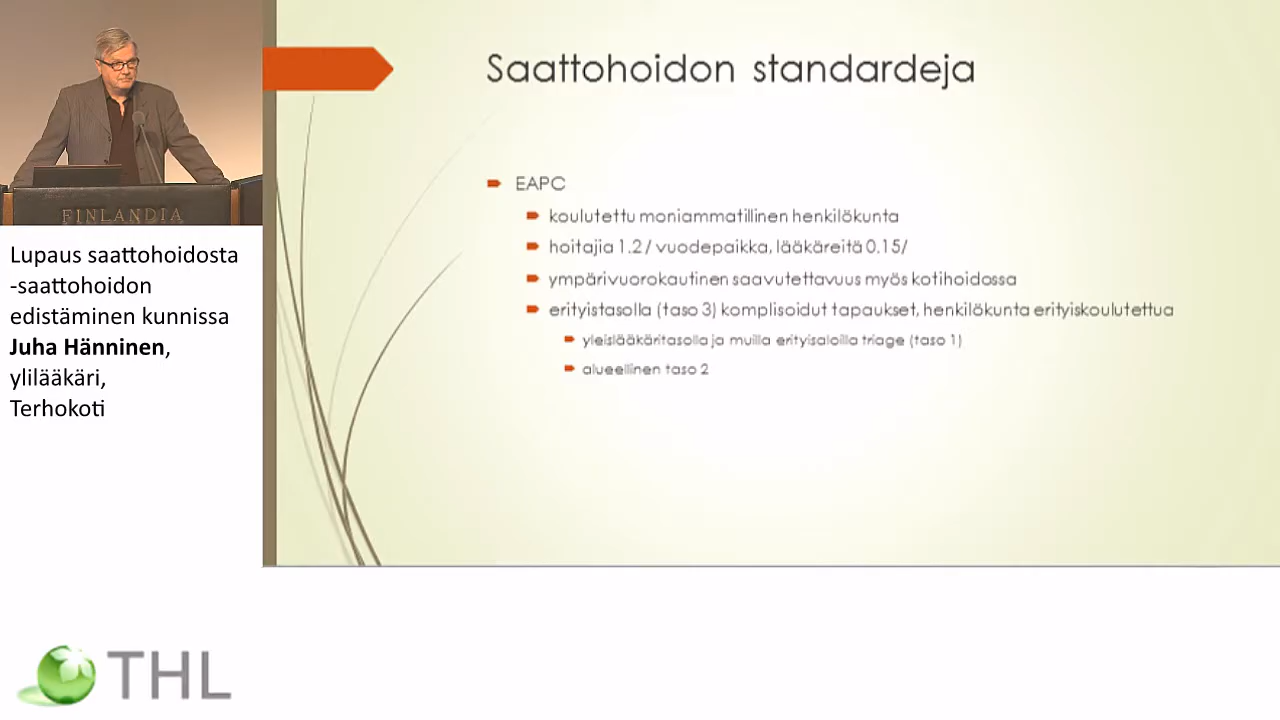 Saattohoidon standardeja
EAPC
koulutettu moniammatillinen henkilökunta
hoitajia 1.2/ vuodepaikka, lääkäreitä 0.15/
ympärivuorokautinen saavutettavuus myös kotihoidossa
erityistasolla (taso 3) komplisoidut tapaukset, henkilökunta erityiskoulutettua
yleislääkäritasolla ja muilla erityisaloilla triage (taso 1)
alueellinen taso 2
FINLANDIA
Lupaus saattohoidosta
-saattohoidon
edistäminen kunnissa
Juha Hänninen,
ylilääkäri,
Terhokoti
THL